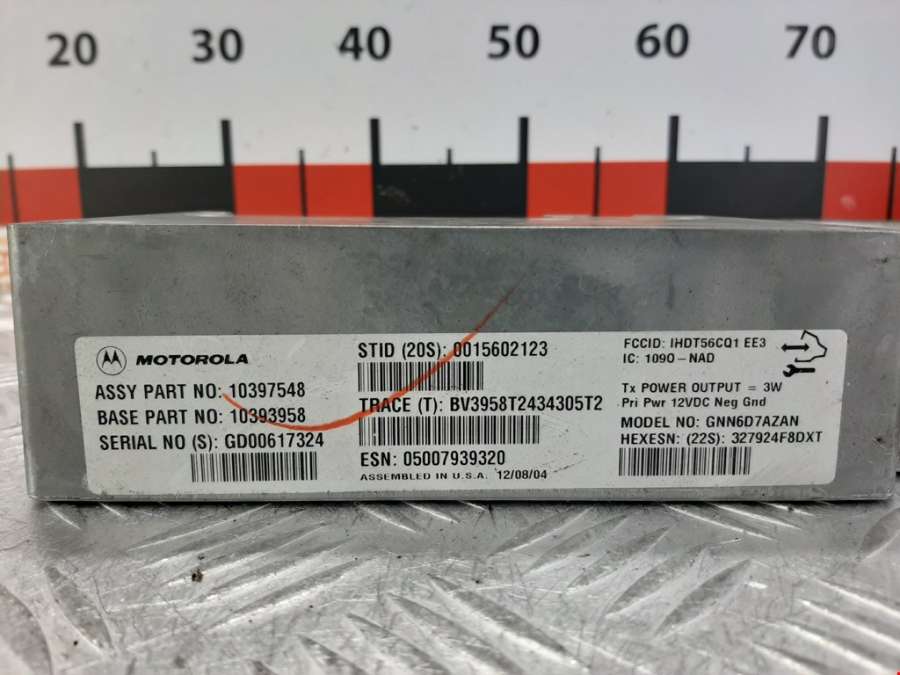 20 30 40 50 60 70
MOTOROLA
ASSY PART NO: 10397548
BASE PART NO: 10393958
SERIAL NO (S): GD00617324
STID (20S): 0015602123
TRACE (T): BV3958T2434305T2
ESN: 05007939320
ASSEMBLED IN U.S.A. 12/08/04
FCCID: IHDT56CQ1 EE3
IC: 1090-NAD
Tx POWER OUTPUT = 3W
Pri Pwr 12VDC Neg Gnd
MODEL NO: GNN6D7AZAN
HEXESN: (22S): 327924F8DXT